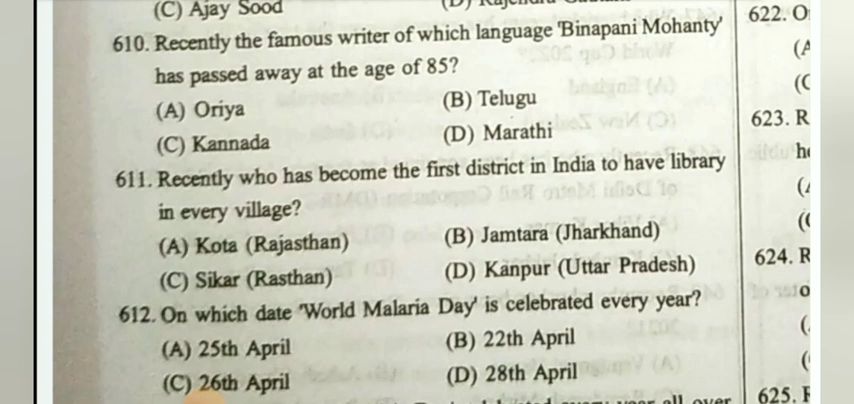 (C) Ajay Sood
610. Recently the famous writer of which language 'Binapani Mohanty'
has passed away at the age of 85?
(A) Oriya (B) Telugu
(C) Kannada (D) Marathi
611. Recently who has become the first district in India to have library
in every village?
(A) Kota (Rajasthan) (B) Jamtara (Jharkhand)
(C) Sikar (Rasthan) (D) Kanpur (Uttar Pradesh)
612. On which date 'World Malaria Day' is celebrated every year?
(A) 25th April (B) 22th April
(C) 26th April (D) 28th April
all over
622.
623.
624.
625.